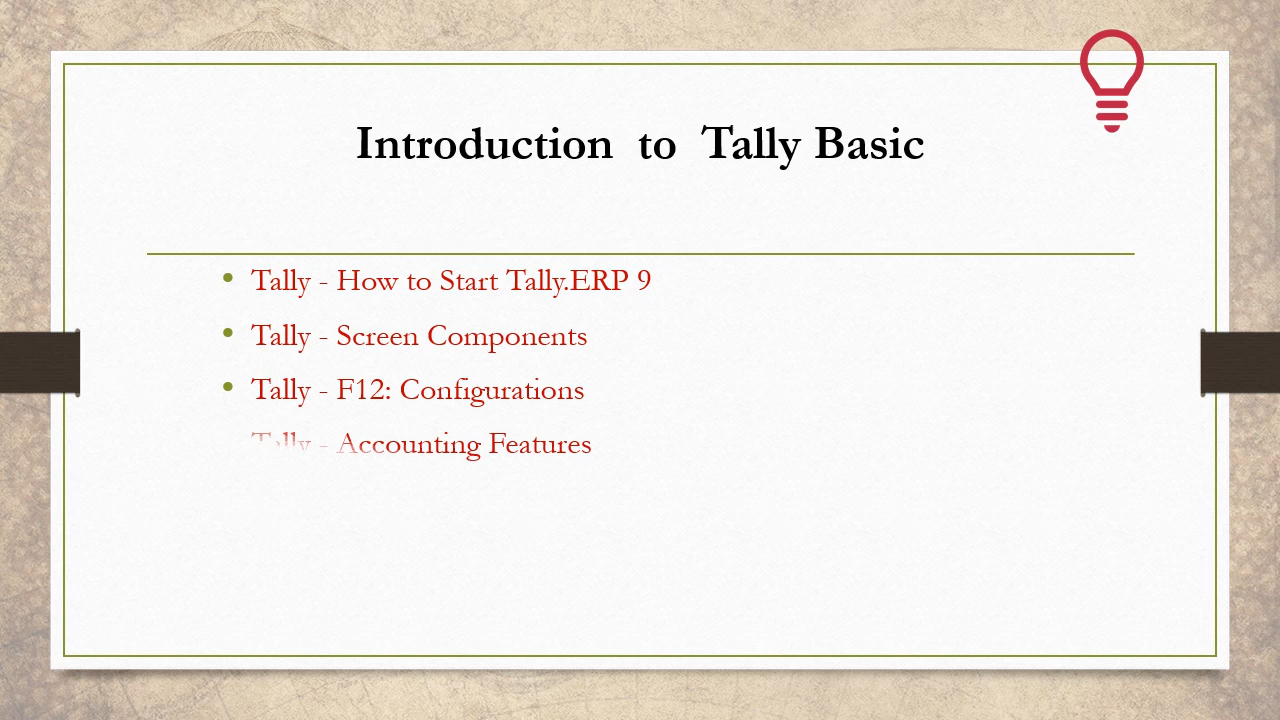 Introduction to Tally Basic
• Tally - How to Start Tally.ERP 9
• Tally - Screen Components
• Tally - F12: Configurations
Tally - Accounting Features